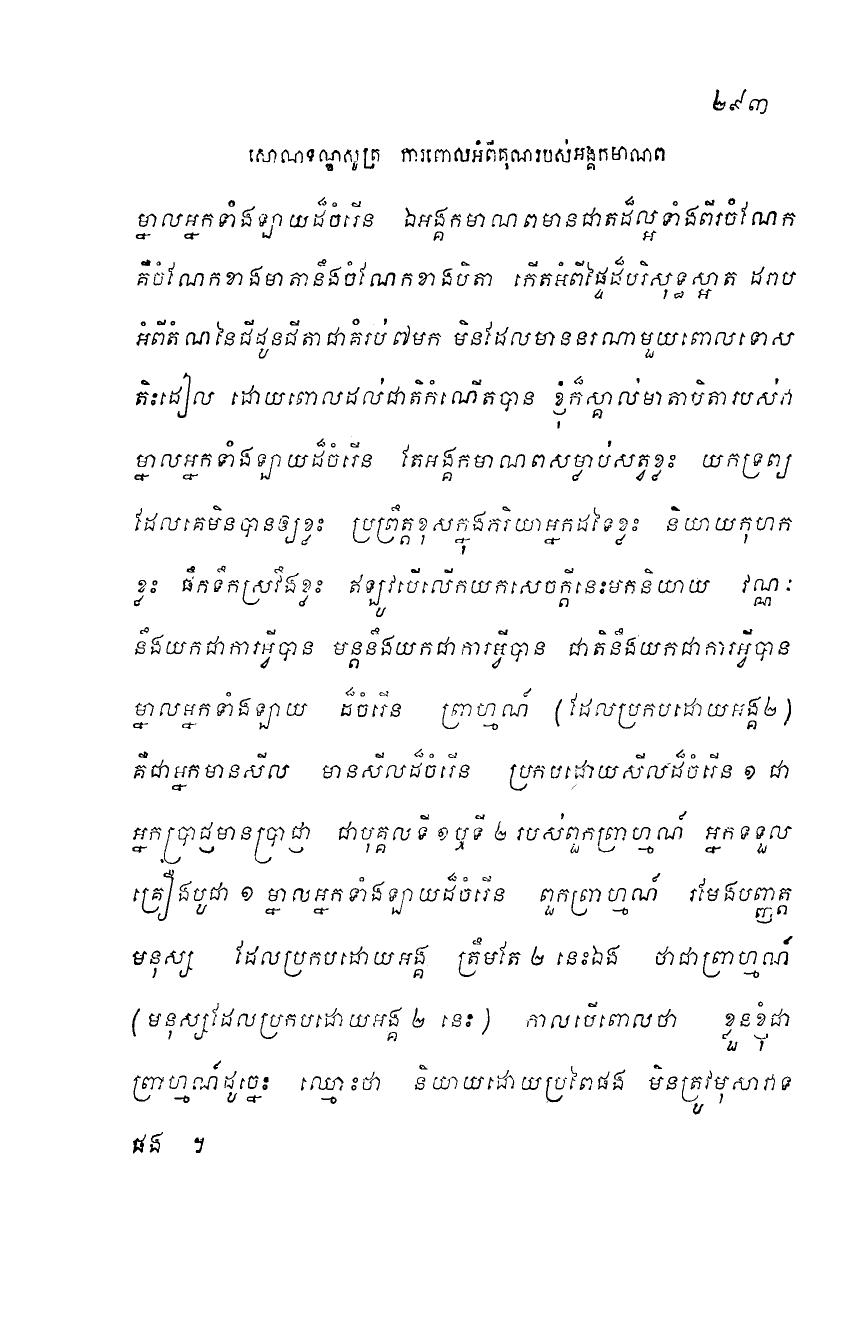 ២៩៣
សោណទណ្ឌសូត្រ ការពោលអំពីគុណរបស់អង្គកមាណព
ម្នាលអ្នកទាំងឡាយដ៏ចំរើន ឯអង្គកមាណពមានជាតដ៏ល្អទាំងពីរចំណែក
គឺចំណែកខាងមាតានឹងចំណែកខាងបិតា កើតអំពីផ្ទៃដ៏បរិសុទ្ធស្អាត ដរាប
អំពីតំណនៃជីដូនជីតាជាគំរប់៧មក មិនដែលមាននរណាមួយពោលទោស
តិះដៀល ដោយពោលដល់ជាតិកំណើតបាន ខ្ញុំក៏ស្គាល់មាតាបិតារបស់វា
ម្នាលអ្នកទាំងឡាយដ៏ចំរើន តែអង្គកមាណពសម្លាប់សត្វខ្លះ យកទ្រព្យ
ដែលគេមិនបានឲ្យខ្លះ ប្រព្រឹត្តខុសក្នុងភរិយាអ្នកដទៃខ្លះ និយាយកុហក
ខ្លះ ផឹកទឹកស្រវឹងខ្លះ ឥឡូវបើលើកយកសេចក្តីនេះមកនិយាយ វណ្ណៈ
នឹងយកជាការអ្វីបាន មន្តនឹងយកជាការអ្វីបាន ជាតិនឹងយកជាការអ្វីបាន
ម្នាលអ្នកទាំងឡាយ ដ៏ចំរើន ព្រាហ្មណ៍ (ដែលប្រកបដោយអង្គ២)
គឺជាអ្នកមានសីល មានសីលដ៏ចំរើន ប្រកបដោយសីលដ៏ចំរើន ១ ជា
អ្នកប្រាជ្ញមានប្រាជ្ញា ជាបុគ្គលទី ១ ឬទី ២ របស់ពួកព្រាហ្មណ៍ អ្នកទទួល
គ្រឿងបូជា ១ ម្នាលអ្នកទាំងឡាយដ៏ចំរើន ពួកព្រាហ្មណ៍ រមែងបញ្ញត្ត
មនុស្ស ដែលប្រកបដោយអង្គ ត្រឹមតែ ២ នេះឯង ថាជាព្រាហ្មណ៍
(មនុស្សដែលប្រកបដោយអង្គ ២ នេះ) កាលបើពោលថា ខ្លួនខ្ញុំជា
ព្រាហ្មណ៍ដូច្នេះ ឈ្មោះថា និយាយដោយប្រពៃផង មិនត្រូវមុសាវាទ
ផង ។